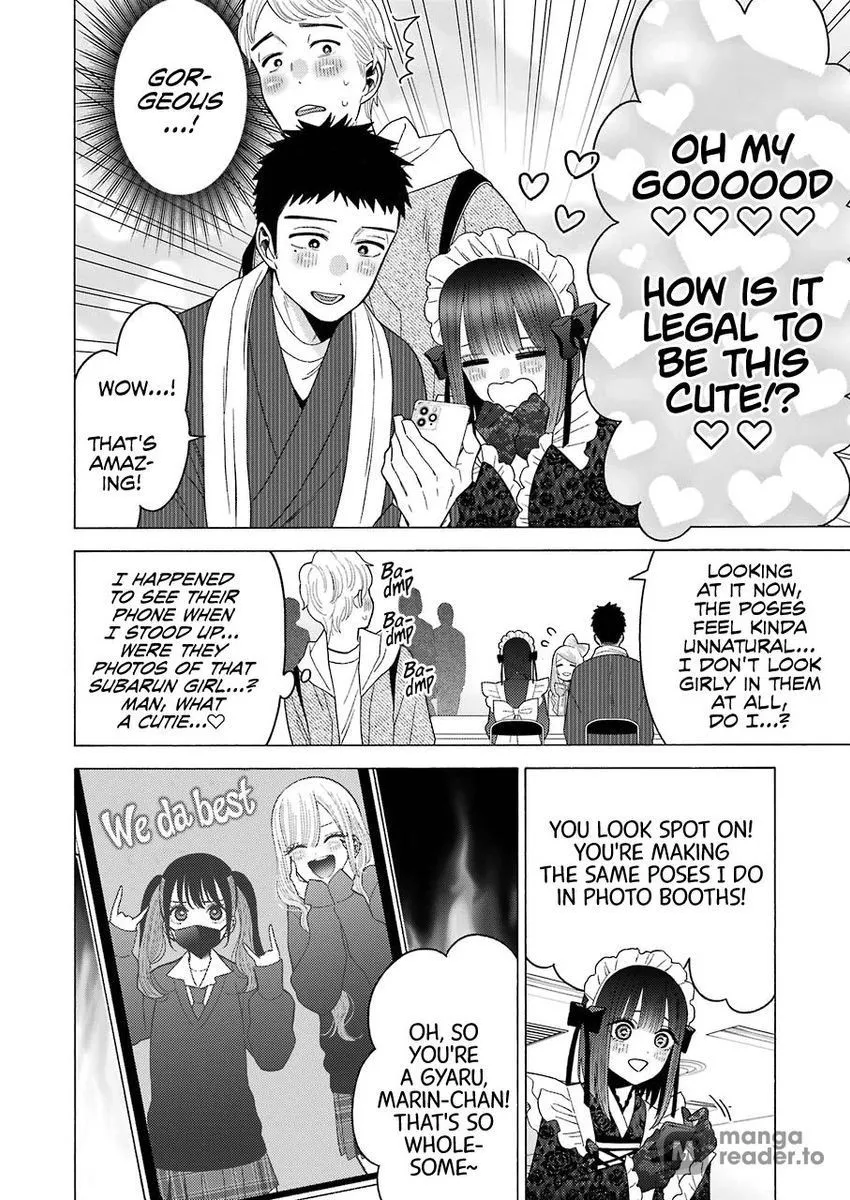 OH MY
GOOOOOD
♡♡♡♡
HOW IS IT
LEGAL TO
BE THIS
CUTE!?
♡♡
GOR-
GEOUS
...!
WOW...!
THAT'S
AMAZ-
ING!
LOOKING
AT IT NOW,
THE POSES
FEEL KINDA
UNNATURAL...
I DON'T LOOK
GIRLY IN THEM
AT ALL,
DO I...?
Ba-
dmp
Ba-
dmp
Ba-
dmp
I HAPPENED
TO SEE THEIR
PHONE WHEN
I STOOD UP...
WERE THEY
PHOTOS OF THAT
SUBARUN GIRL...?
MAN, WHAT
A CUTIE...♡
YOU LOOK SPOT ON!
YOU'RE MAKING
THE SAME POSES I DO
IN PHOTO BOOTHS!
We da best
OH, SO
YOU'RE
A GYARU,
MARIN-CHAN!
THAT'S SO
WHOLE-
SOME~
M manga
reader.to